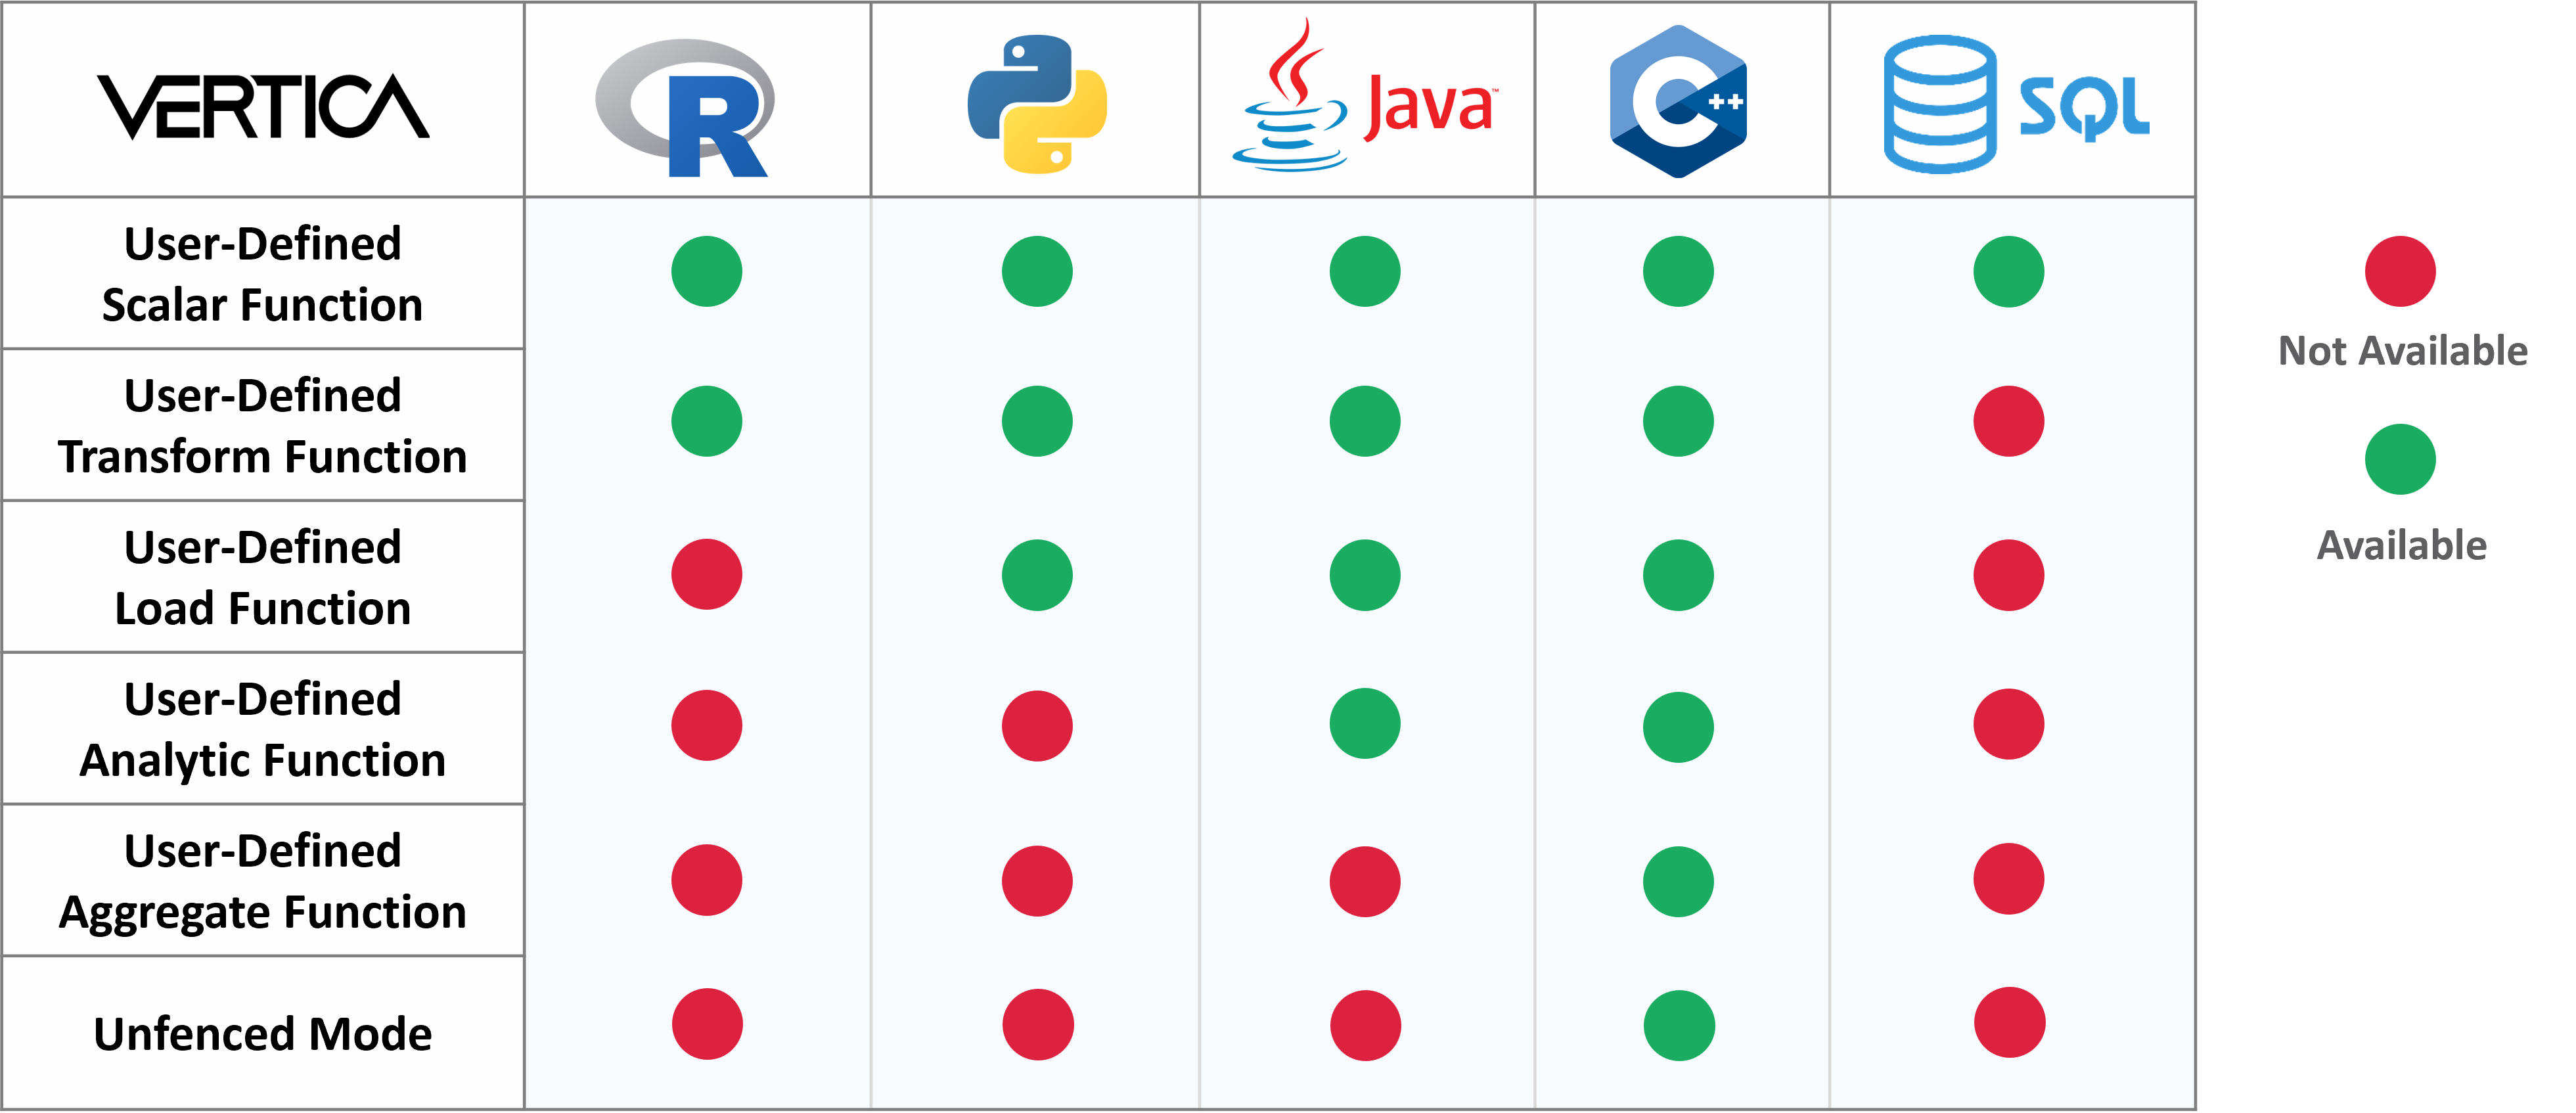 VERTICA
R
Java™
C++
SQL
User-Defined
Scalar Function
User-Defined
Transform Function
User-Defined
Load Function
User-Defined
Analytic Function
User-Defined
Aggregate Function
Unfenced Mode
Not Available
Available